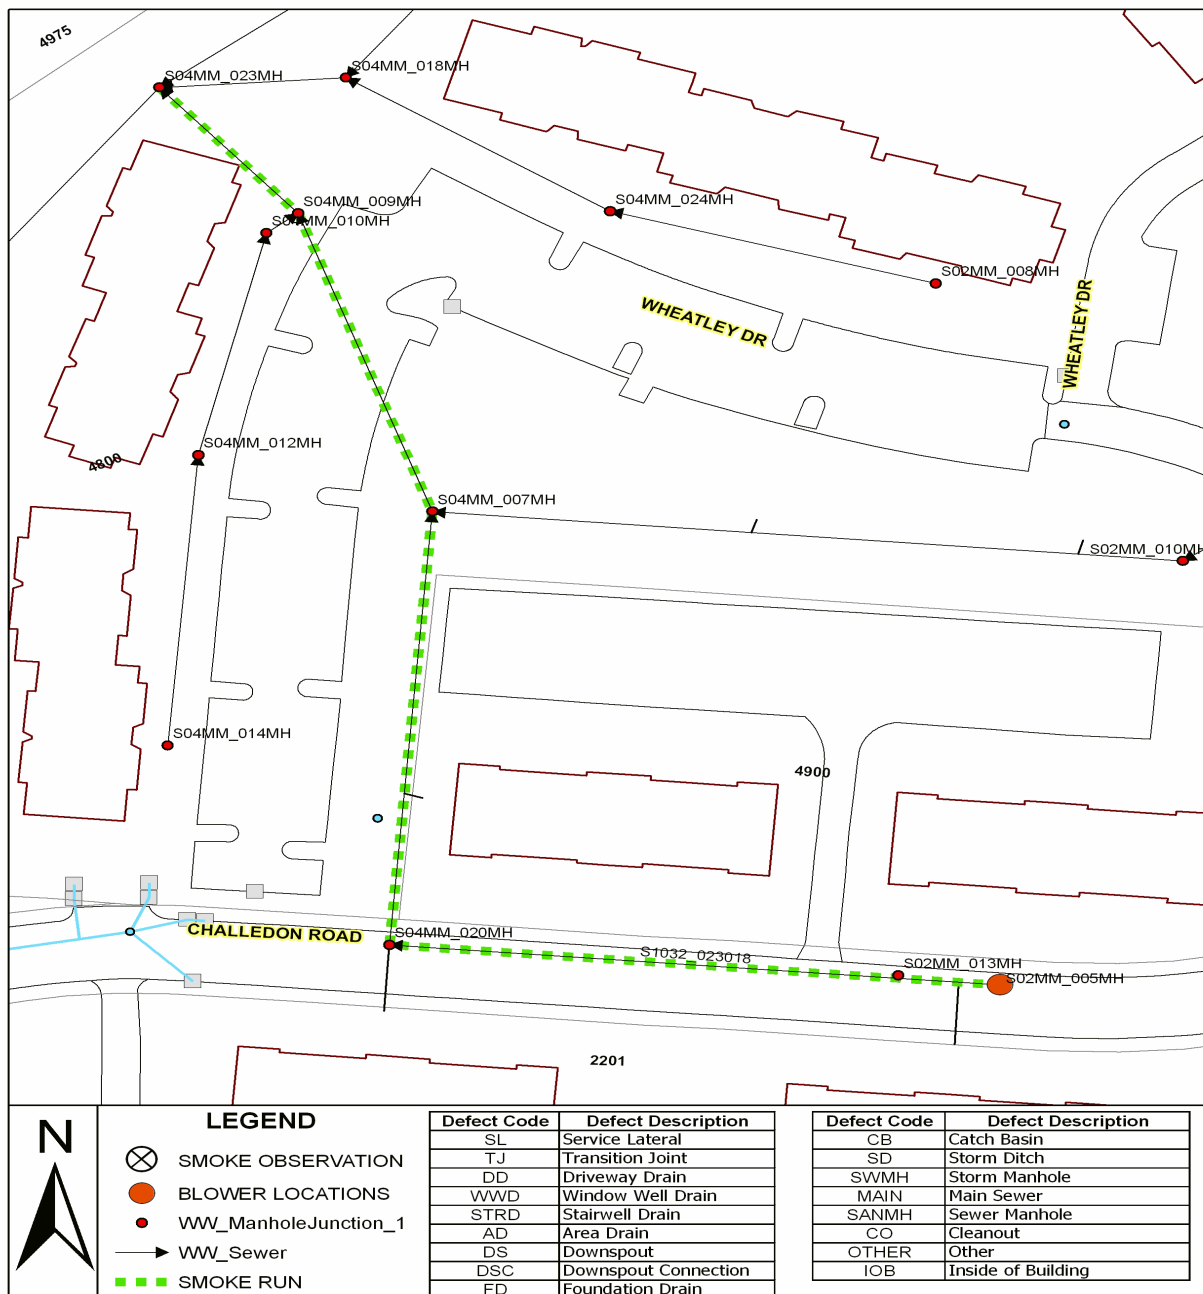 4975
S04MM_023MH
S04MM_018MH
S04MM_009MH
S04MM_010MH
S04MM_024MH
S02MM_008MH
WHEATLEY DR
WHEATLEY DR
4800
S04MM_012MH
S04MM_007MH
S02MM_010MH
S04MM_014MH
4900
CHALLEDON ROAD
S04MM_020MH
S1032_023018
S02MM_013MH
S02MM_005MH
2201
N
LEGEND
SMOKE OBSERVATION
BLOWER LOCATIONS
WW_ManholeJunction_1
WW_Sewer
SMOKE RUN
Defect Code Defect Description
SL Service Lateral
TJ Transition Joint
DD Driveway Drain
WWD Window Well Drain
STRD Stairwell Drain
AD Area Drain
DS Downspout
DSC Downspout Connection
FD Foundation Drain
Defect Code Defect Description
CB Catch Basin
SD Storm Ditch
SWMH Storm Manhole
MAIN Main Sewer
SANMH Sewer Manhole
CO Cleanout
OTHER Other
IOB Inside of Building